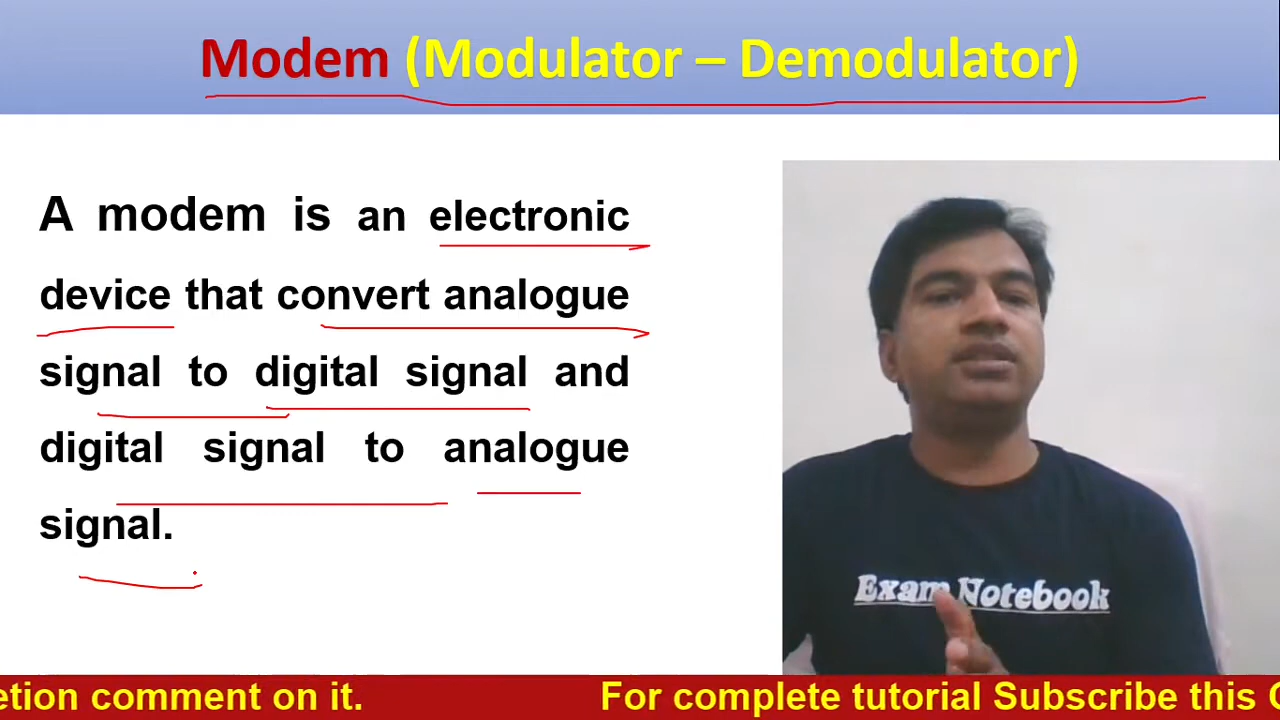 Modem (Modulator – Demodulator)
A modem is an electronic
device that convert analogue
signal to digital signal and
digital signal to analogue
signal.
Exam Notebook
etion comment on it.
For complete tutorial Subscribe this C